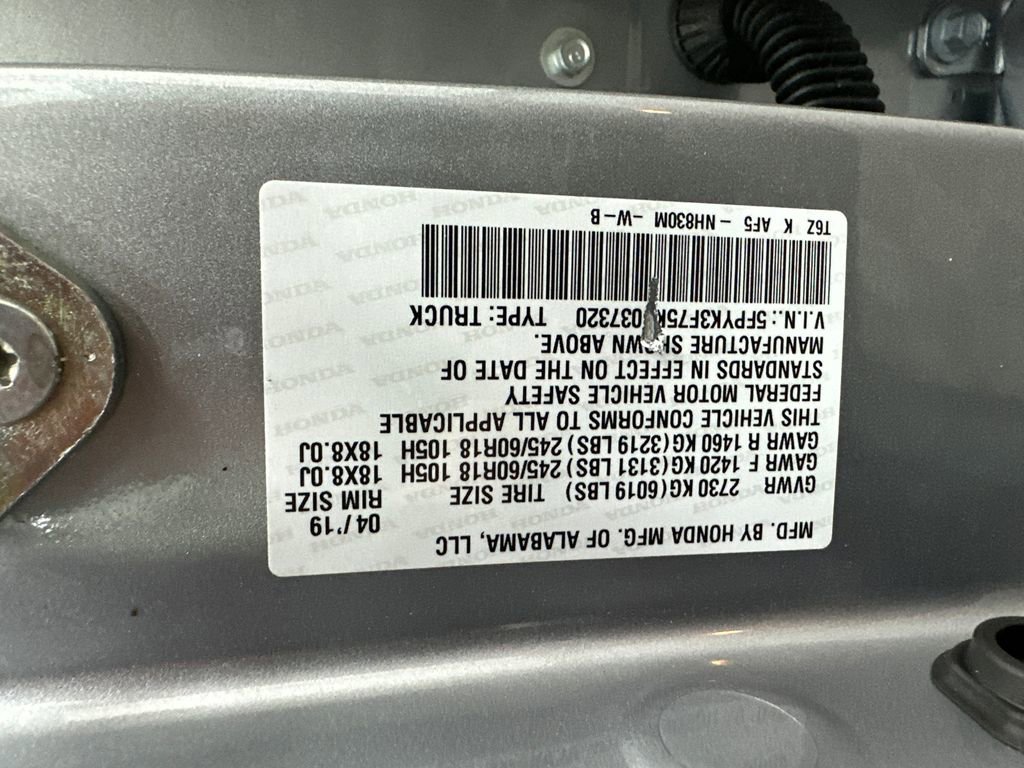 MFD. BY HONDA MFG. OF ALABAMA, LLC 04/'19
GVWR 2730 KG(6019 LBS) TIRE SIZE RIM SIZE
GAWR F 1420 KG(3131 LBS) 245/60R18 105H 18X8.0J
GAWR R 1460 KG(3219 LBS) 245/60R18 105H 18X8.0J
THIS VEHICLE CONFORMS TO ALL APPLICABLE
FEDERAL MOTOR VEHICLE SAFETY
STANDARDS IN EFFECT ON THE DATE OF
MANUFACTURE SHOWN ABOVE.
V.I.N.: TYPE: TRUCK
T6Z K AF5 - NH830M -W-B